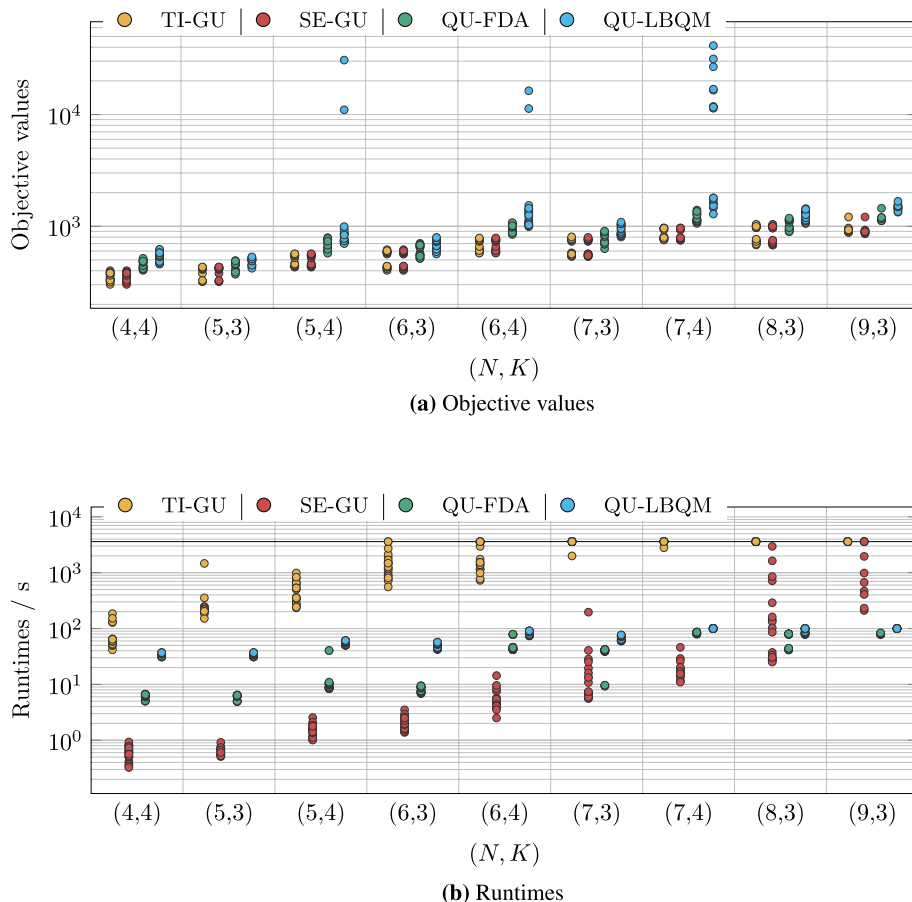 TI-GU | SE-GU | QU-FDA | QU-LBQM
Objective values
10^4
10^3
(4,4) (5,3) (5,4) (6,3) (6,4) (7,3) (7,4) (8,3) (9,3)
(N, K)
(a) Objective values
TI-GU | SE-GU | QU-FDA | QU-LBQM
Runtimes / s
10^4
10^3
10^2
10^1
10^0
(4,4) (5,3) (5,4) (6,3) (6,4) (7,3) (7,4) (8,3) (9,3)
(N, K)
(b) Runtimes